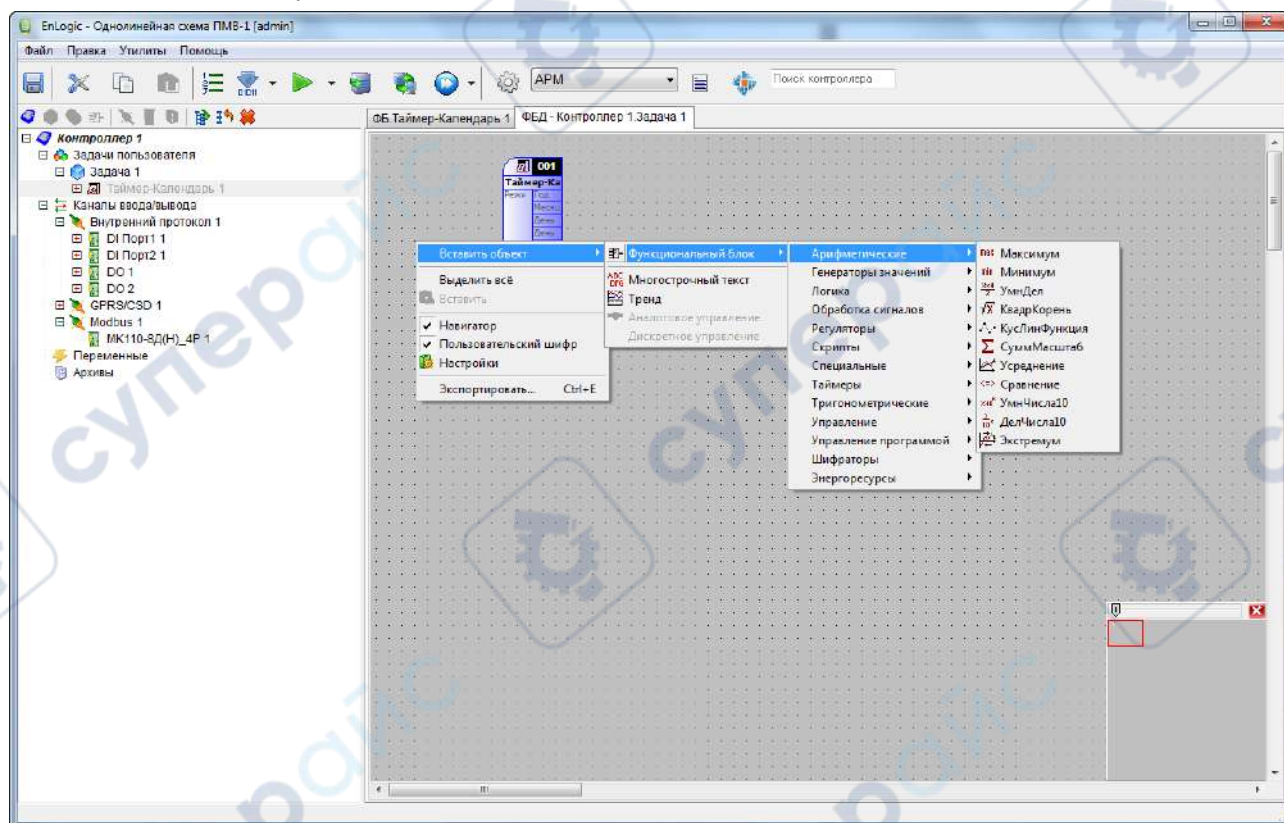 EnLogic - Однолинейная схема ПМВ-1 [admin]
Файл Правка Утилиты Помощь
АРМ
Поиск контроллера
ФБ.Таймер-Календарь 1
ФБД - Контроллер 1.Задача 1
Контроллер 1
Задачи пользователя
Задача 1
Таймер-Календарь 1
Каналы ввода/вывода
Внутренний протокол 1
DI Порт1 1
DI Порт2 1
DO 1
DO 2
GPRS/CSD 1
Modbus 1
МК110-8Д(Н)_4Р 1
Переменные
Архивы
001
Таймер-Ка
Вставить объект
Выделить всё
Вставить
Навигатор
Пользовательский шифр
Настройки
Экспортировать... Ctrl+E
Функциональный блок
Многострочный текст
Тренд
Аналоговое управление
Дискретное управление
Арифметические
Генераторы значений
Логика
Обработка сигналов
Регуляторы
Скрипты
Специальные
Таймеры
Тригонометрические
Управление
Управление программой
Шифраторы
Энергоресурсы
Максимум
Минимум
УмнДел
КвадрКорень
КусЛинФункция
СуммМасштаб
Усреднение
Сравнение
УмнЧисла10
ДелЧисла10
Экстремум